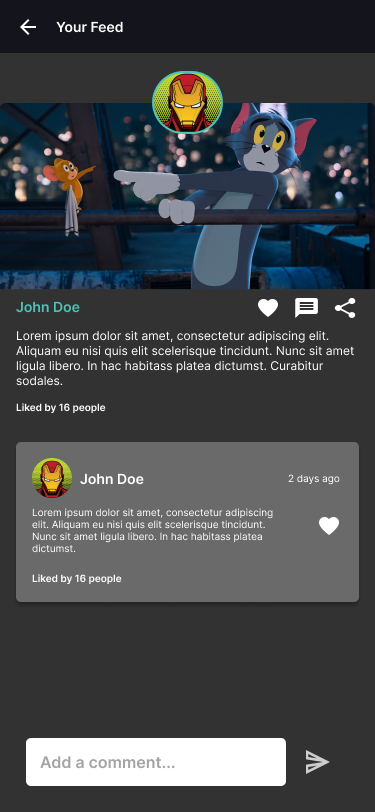 Your Feed
John Doe
Lorem ipsum dolor sit amet, consectetur adipiscing elit.
Aliquam eu nisi quis elit scelerisque tincidunt. Nunc sit amet
ligula libero. In hac habitass platea dictumst. Curabitur
sodales.
Liked by 16 people
John Doe
2 days ago
Lorem ipsum dolor sit amet, consectetur adipiscing
elit. Aliquam eu nisi quis elit scelerisque tincidunt.
Nunc sit amet ligula libero. In hac habitass platea
dictumst.
Liked by 16 people
Add a comment...